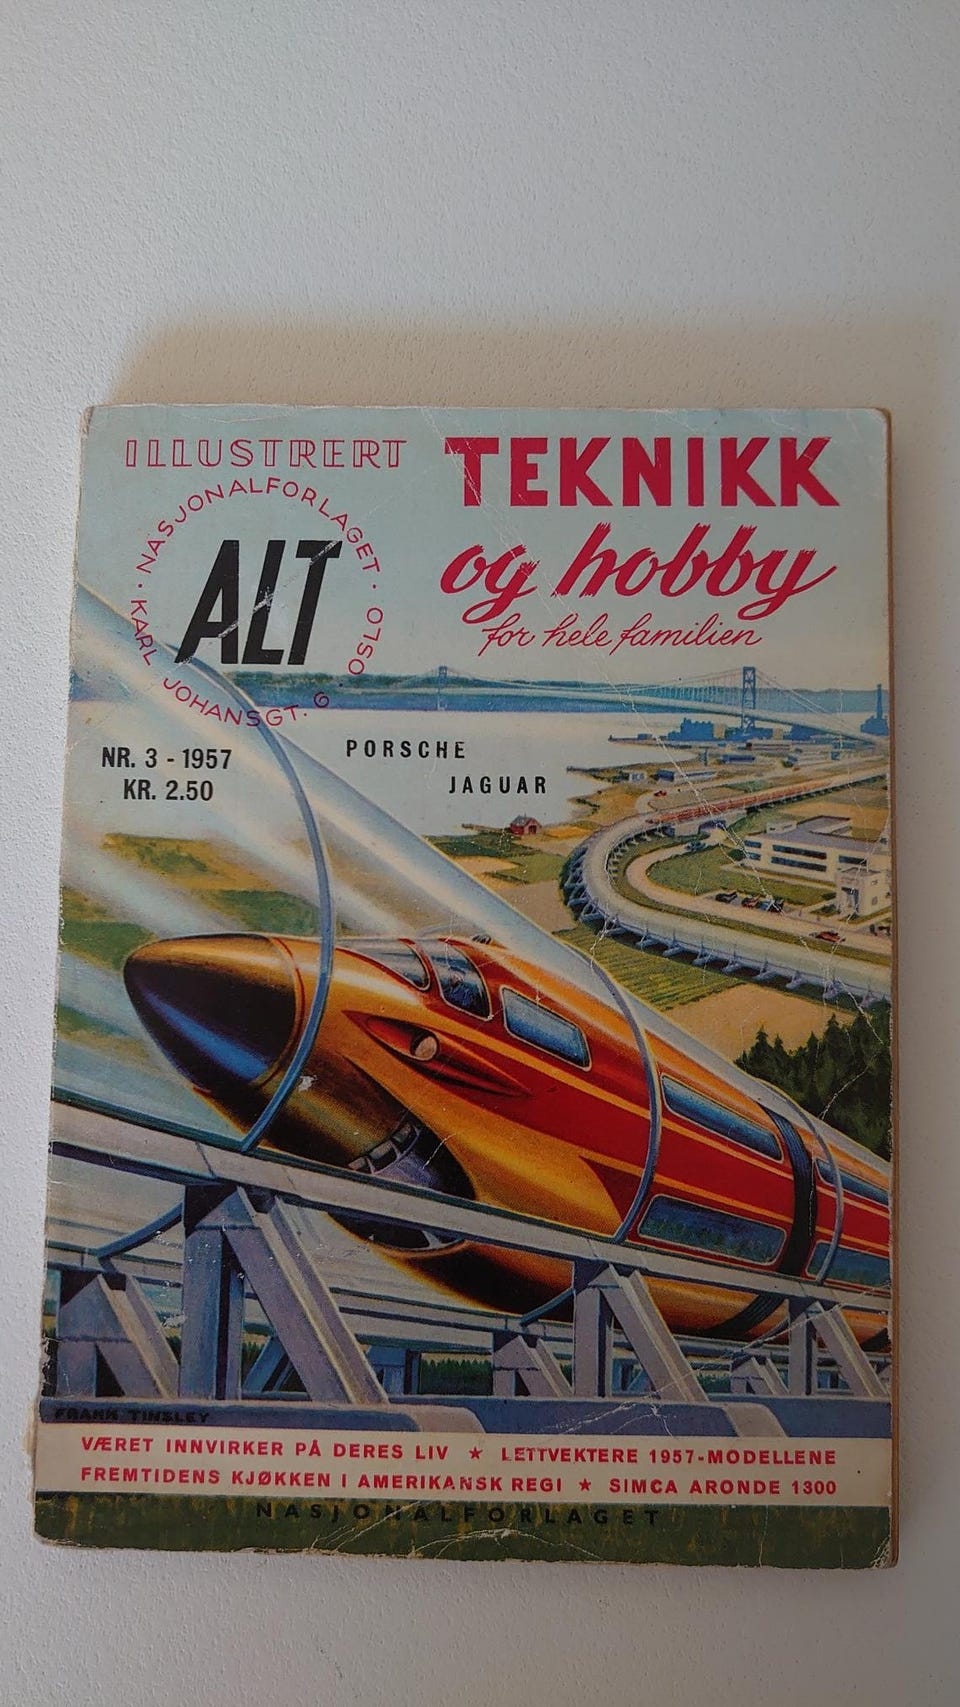 ILLUSTRERT
TEKNIKK
og hobby
for hele familien
· NASJONALFORLAGET · KARL JOHANSGT. 6 OSLO
ALT
NR. 3 - 1957
KR. 2.50
PORSCHE
JAGUAR
FRANK TINSLEY
VÆRET INNVIRKER PÅ DERES LIV ★ LETTVEKTERE 1957-MODELLENE
FREMTIDENS KJØKKEN I AMERIKANSK REGI ★ SIMCA ARONDE 1300
NASJONALFORLAGET